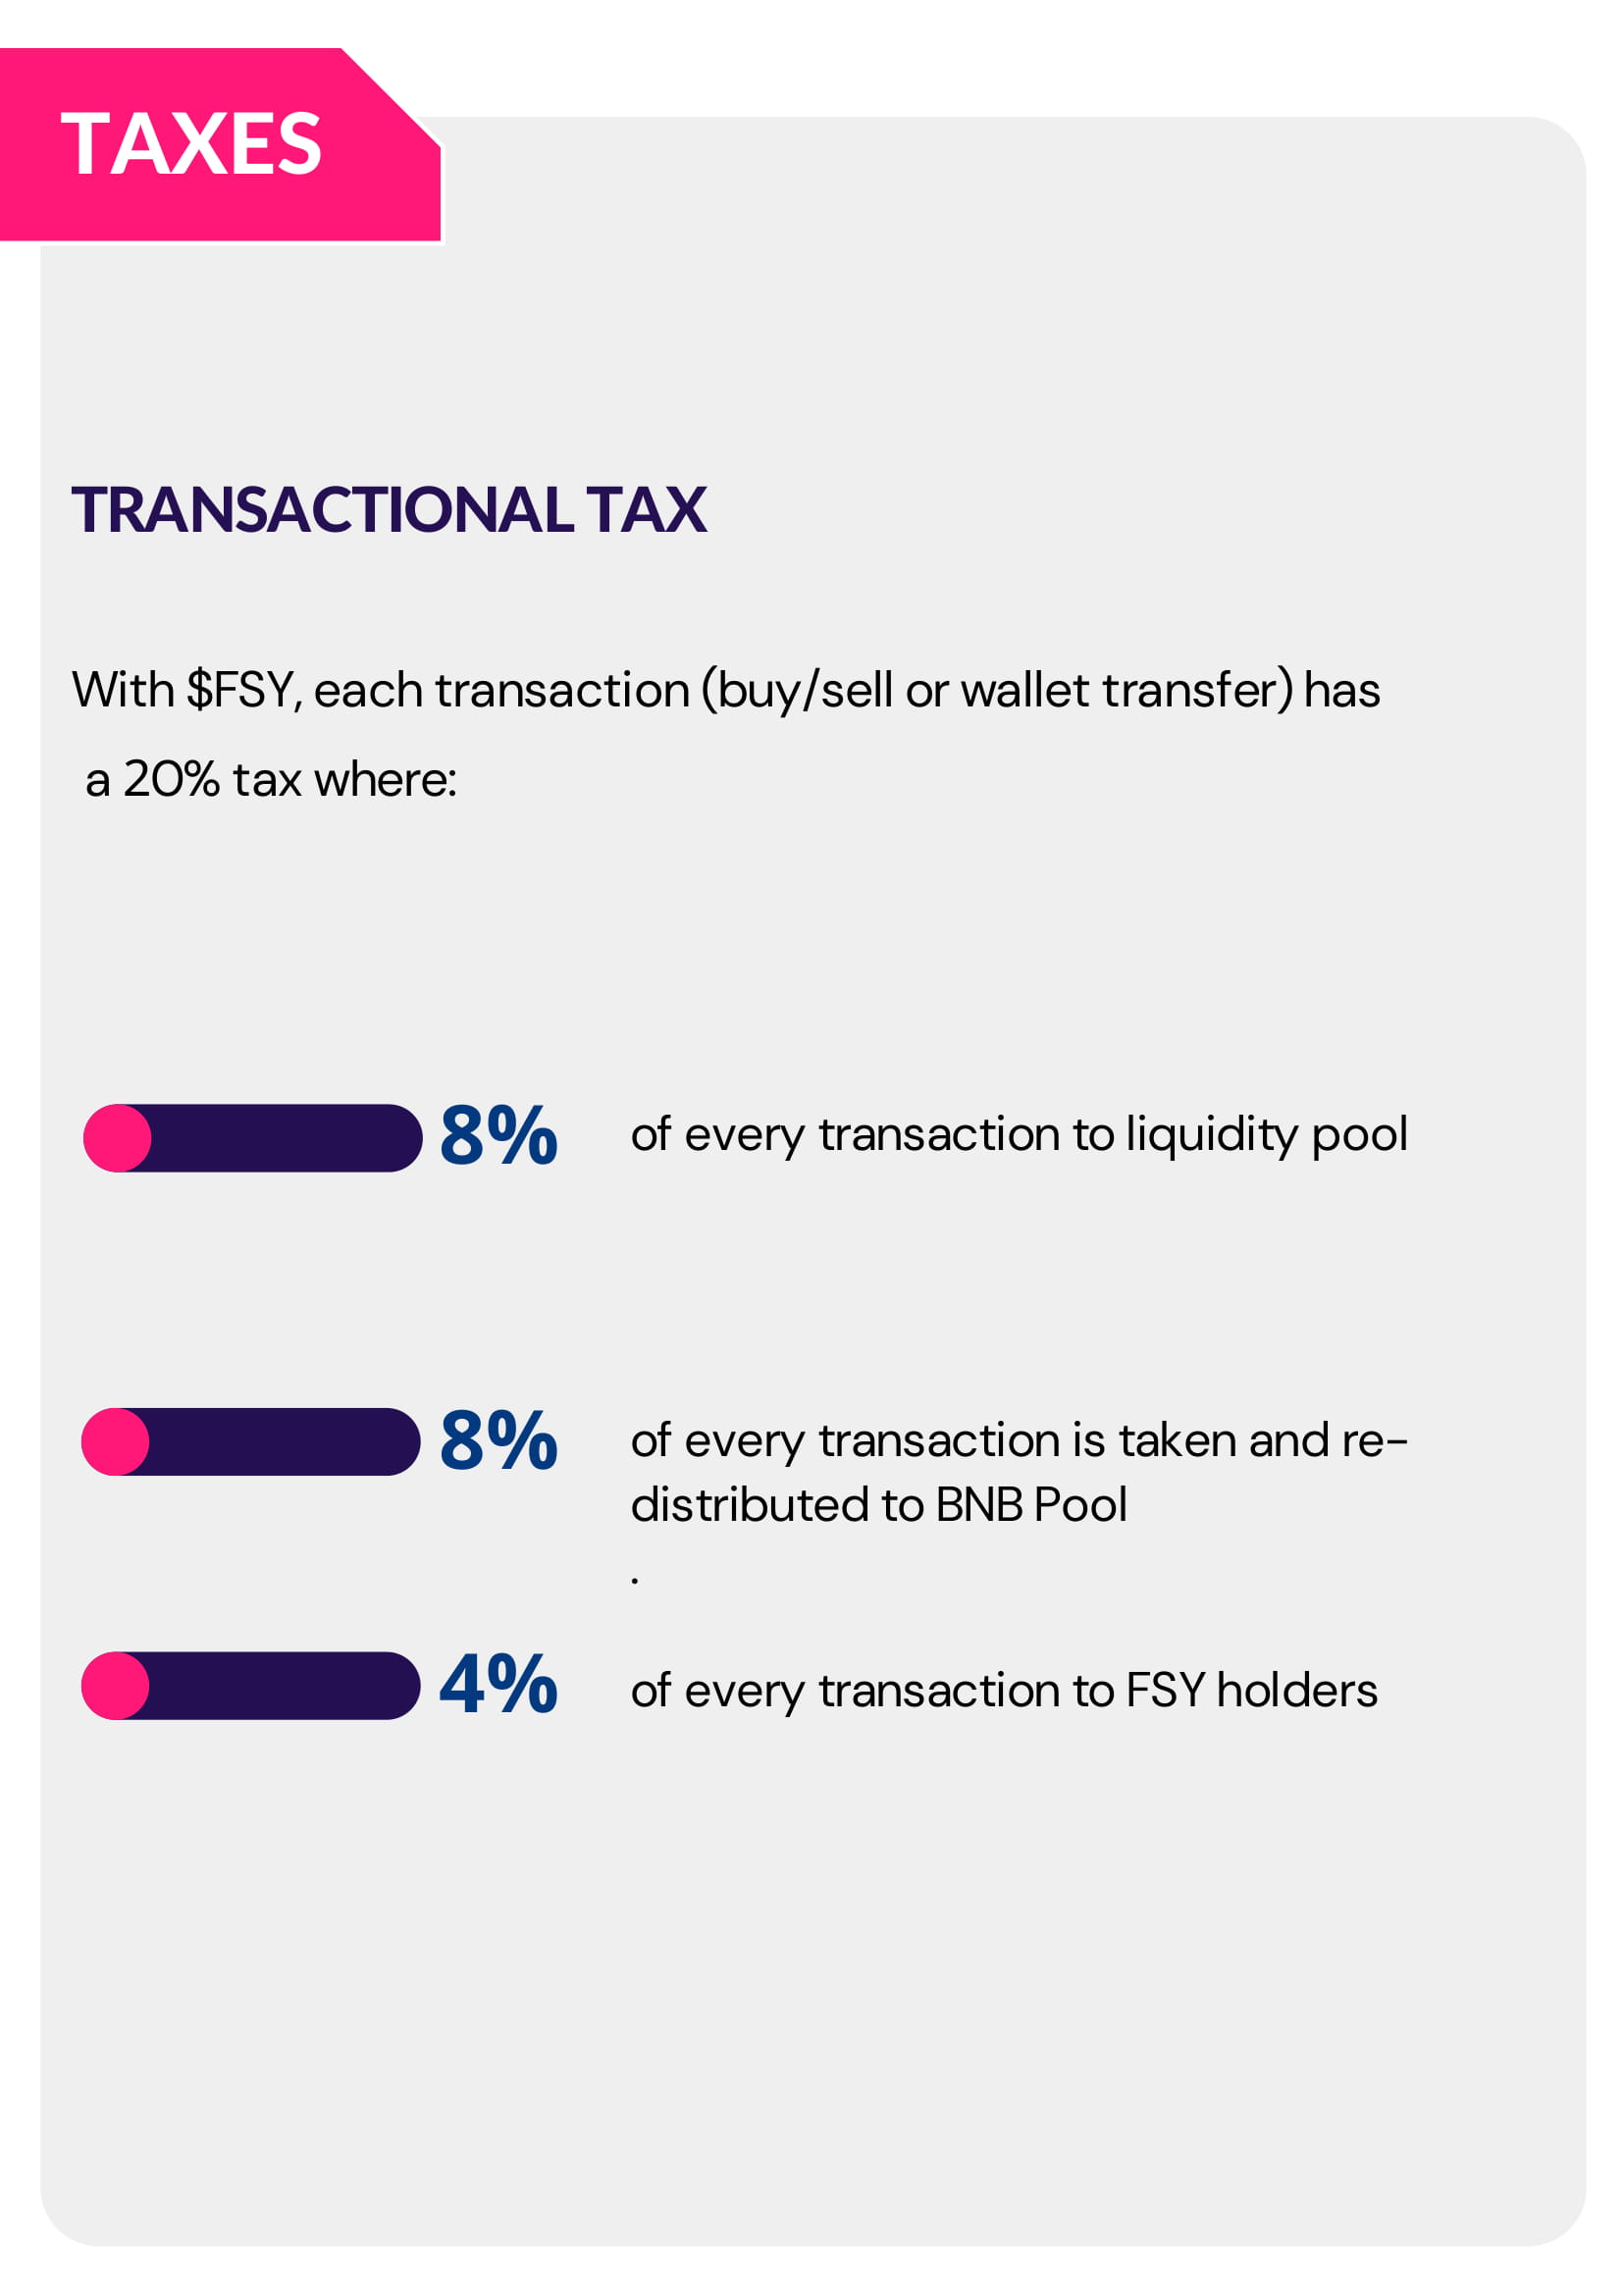 TAXES
TRANSACTIONAL TAX
With $FSY, each transaction (buy/sell or wallet transfer) has
a 20% tax where:
8% of every transaction to liquidity pool
8% of every transaction is taken and re-
distributed to BNB Pool
.
4% of every transaction to FSY holders